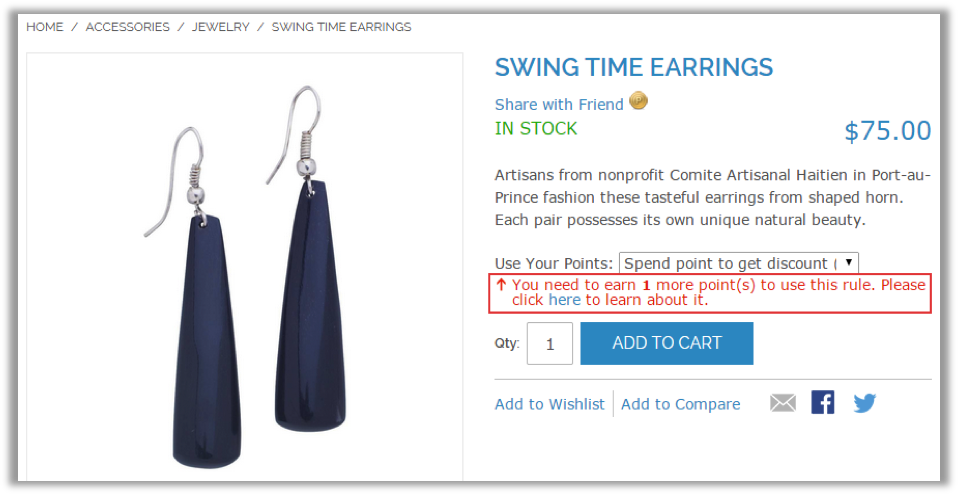 HOME / ACCESSORIES / JEWELRY / SWING TIME EARRINGS
SWING TIME EARRINGS
Share with Friend
IN STOCK
$75.00
Artisans from nonprofit Comite Artisanal Haitien in Port-au-
Prince fashion these tasteful earrings from shaped horn.
Each pair possesses its own unique natural beauty.
Use Your Points: Spend point to get discount (
You need to earn 1 more point(s) to use this rule. Please
click here to learn about it.
Qty: 1 ADD TO CART
Add to Wishlist Add to Compare